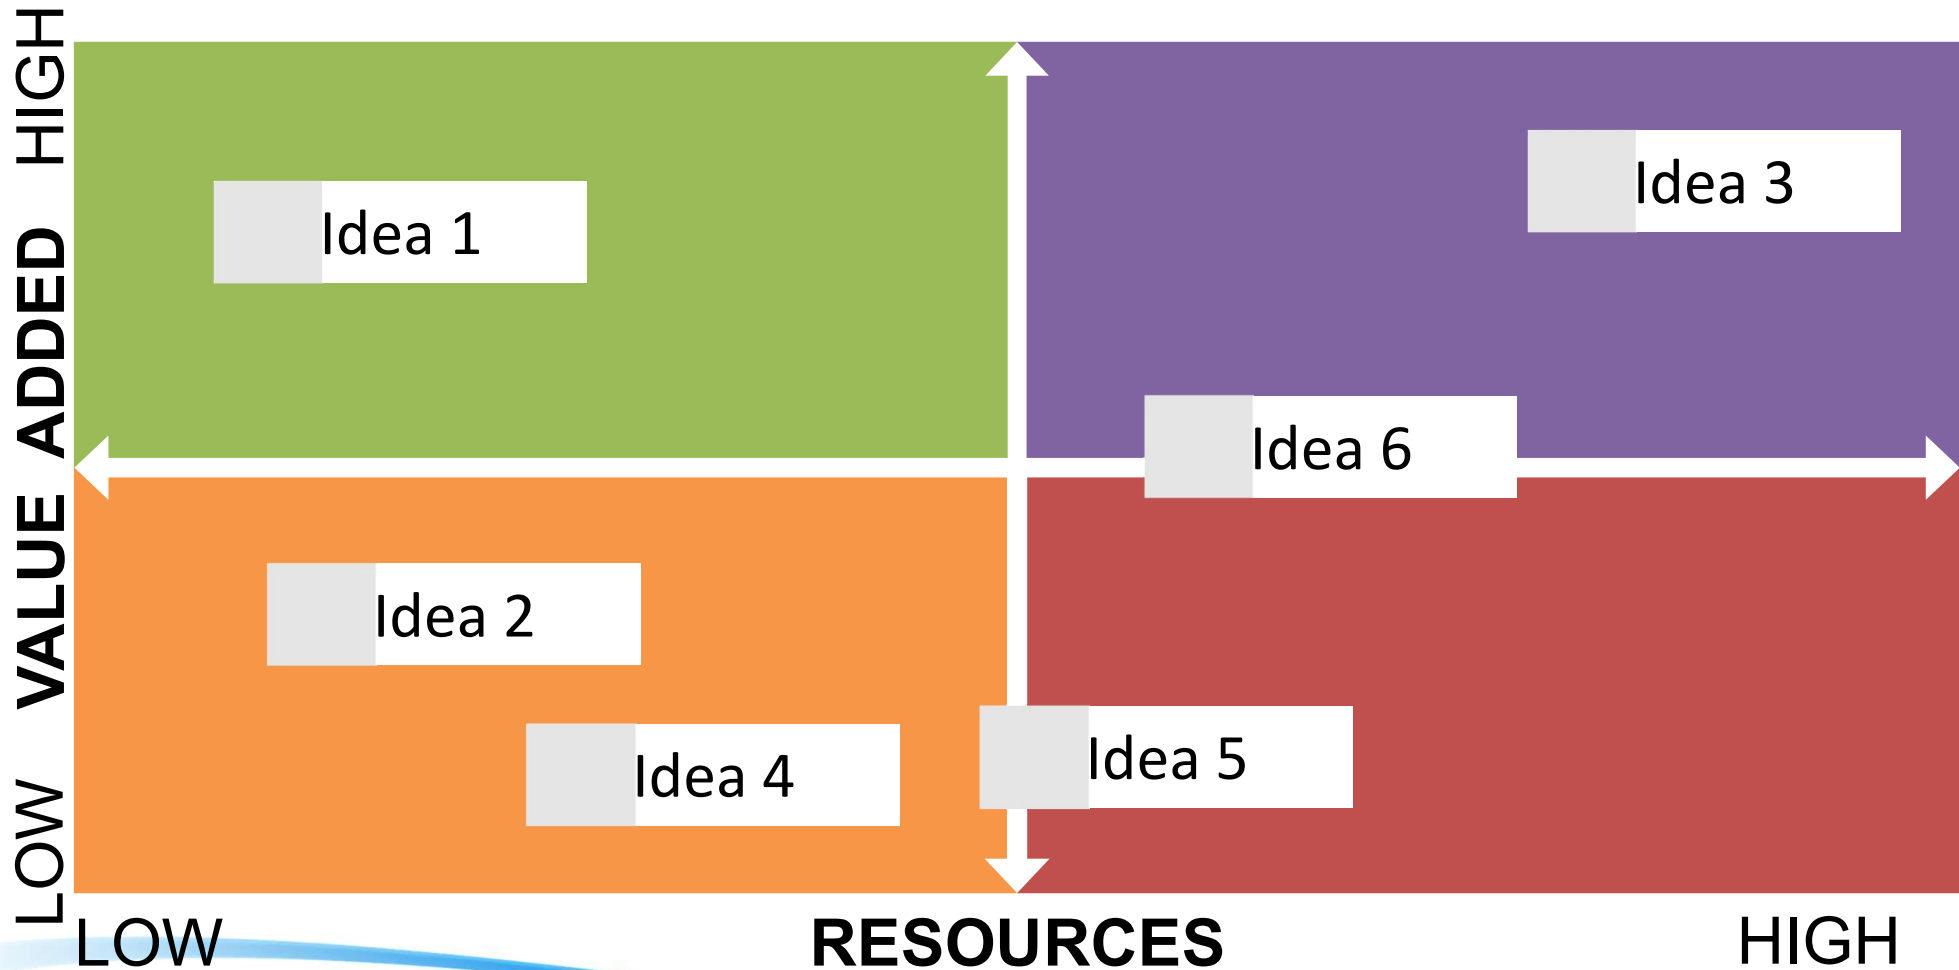 HIGH
VALUE ADDED
LOW
Idea 1
Idea 3
Idea 6
Idea 2
Idea 4
Idea 5
LOW
RESOURCES
HIGH